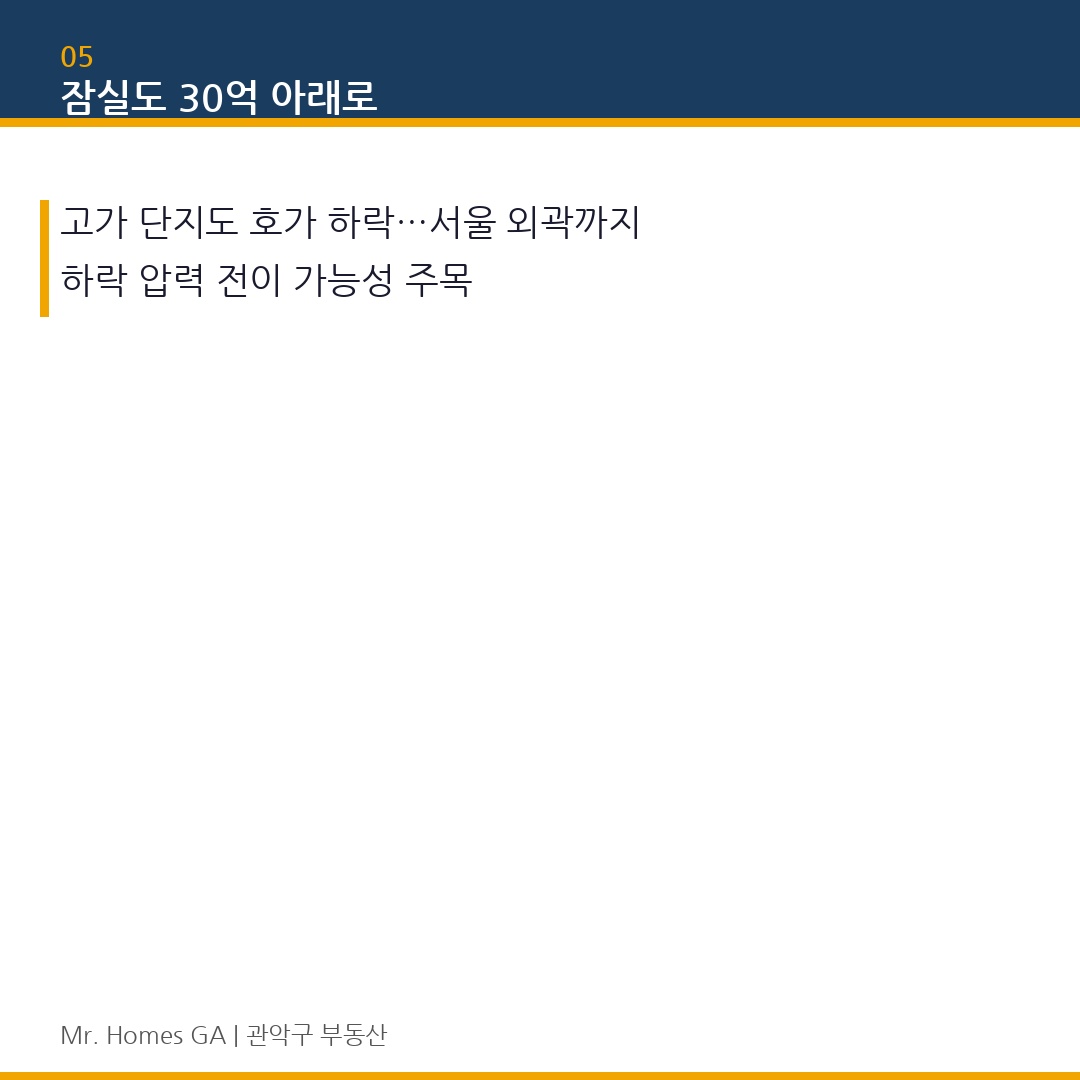 05
잠실도 30억 아래로
고가 단지도 호가 하락…서울 외곽까지
하락 압력 전이 가능성 주목
Mr. Homes GA | 관악구 부동산